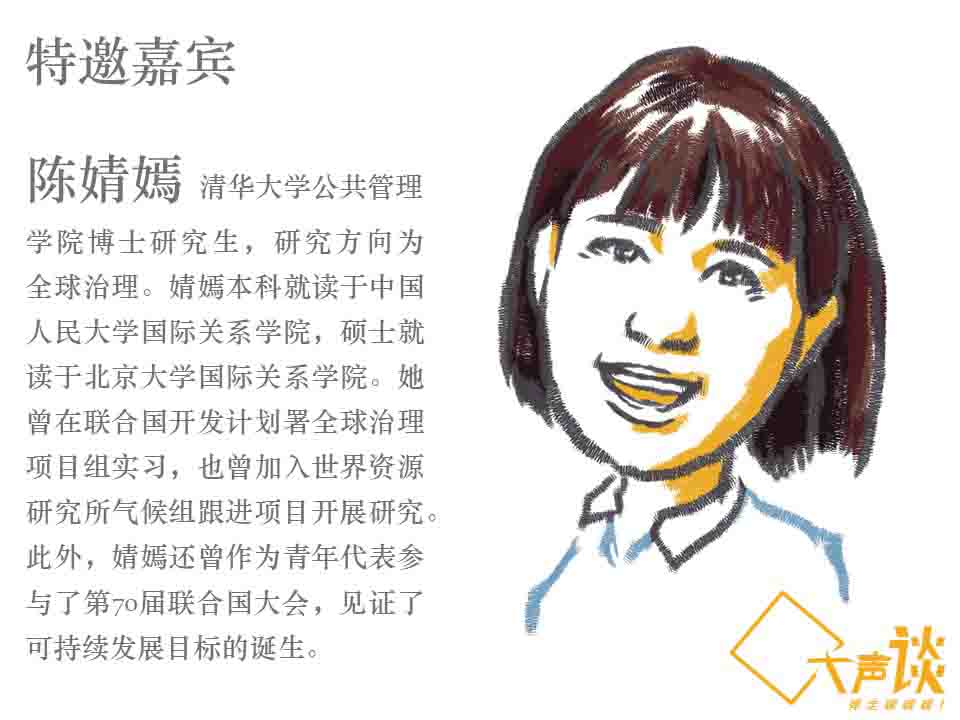 特邀嘉宾
陈婧嫣 清华大学公共管理
学院博士研究生，研究方向为
全球治理。婧嫣本科就读于中国
人民大学国际关系学院，硕士就
读于北京大学国际关系学院。她
曾在联合国开发计划署全球治理
项目组实习，也曾加入世界资源
研究所气候组跟进项目开展研究。
此外，婧嫣还曾作为青年代表参
与了第70届联合国大会，见证了
可持续发展目标的诞生。
大声谈